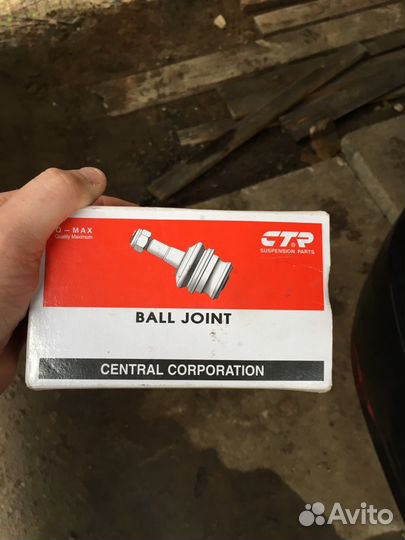 Q – MAX
Quality Maximum
CTR
SUSPENSION PARTS
BALL JOINT
CENTRAL CORPORATION
Avito